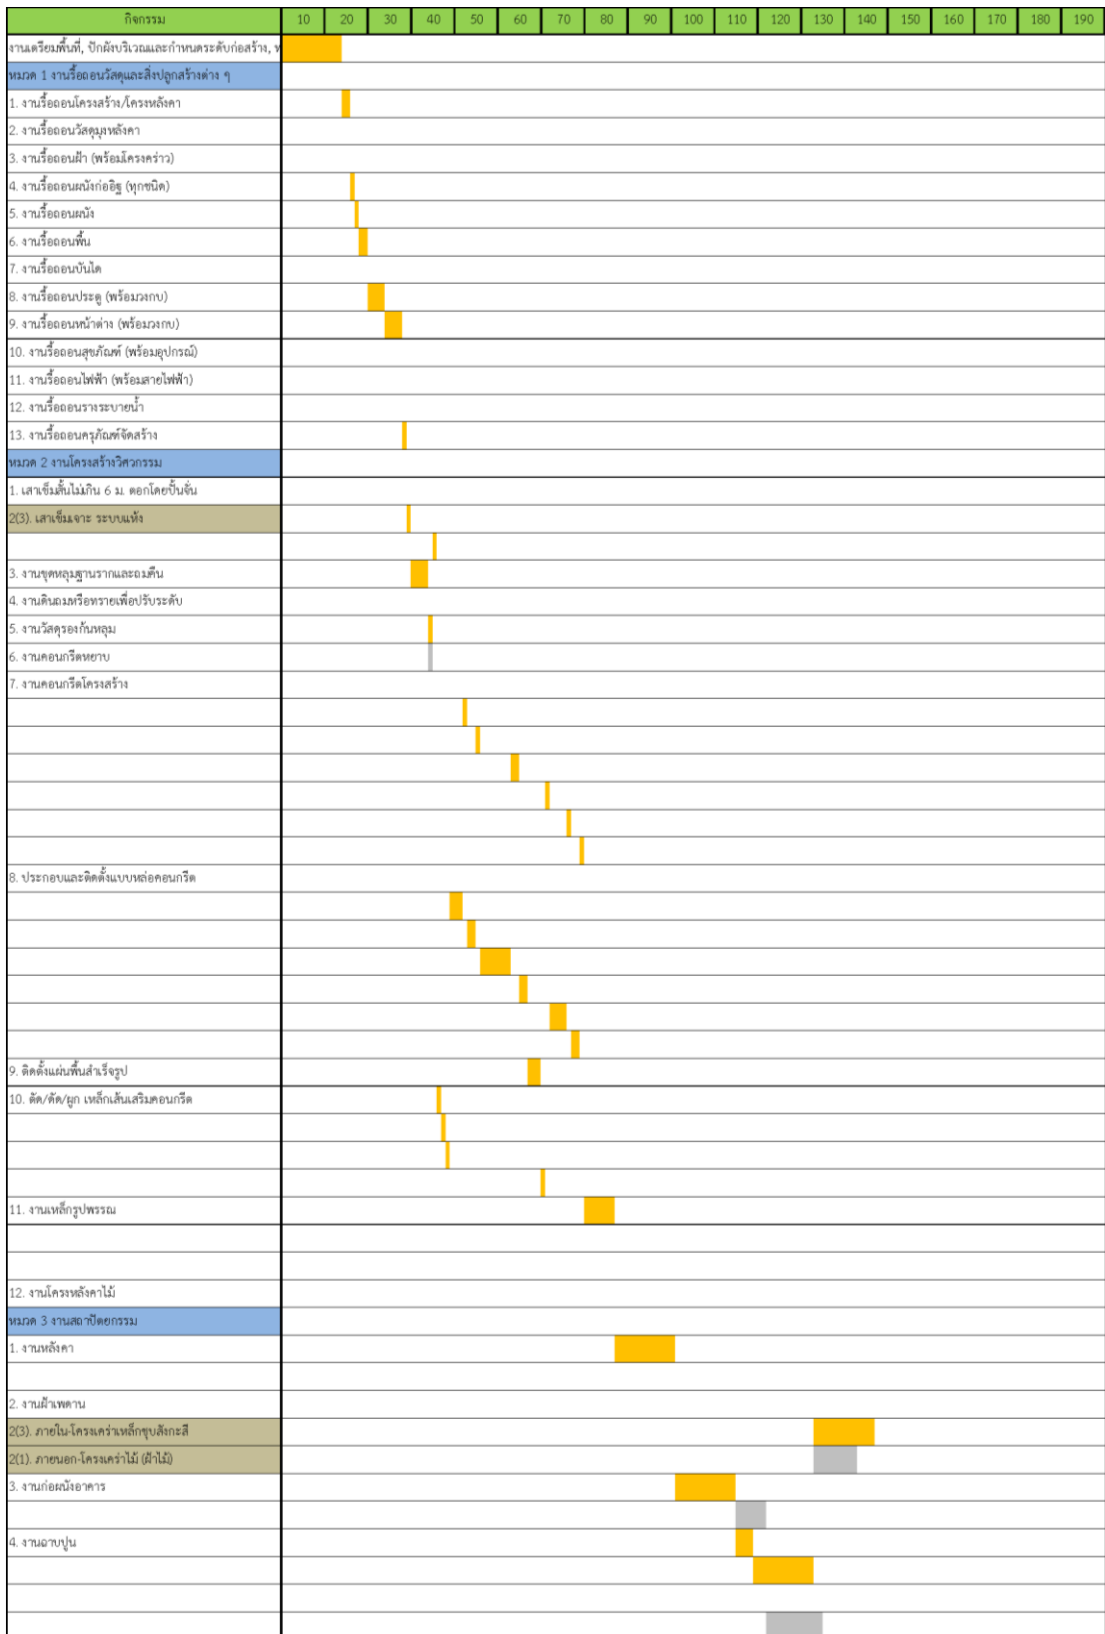 กิจกรรม 10 20 30 40 50 60 70 80 90 100 110 120 130 140 150 160 170 180 190
งานเตรียมพื้นที่, ปักผังบริเวณและกำหนดระดับก่อสร้าง,
หมวด 1 งานรื้อถอนวัสดุและสิ่งปลูกสร้างต่าง ๆ
1. งานรื้อถอนโครงสร้าง/โครงหลังคา
2. งานรื้อถอนวัสดุมุงหลังคา
3. งานรื้อถอนฝ้า (พร้อมโครงคร่าว)
4. งานรื้อถอนผนังก่ออิฐ (ทุกชนิด)
5. งานรื้อถอนผนัง
6. งานรื้อถอนพื้น
7. งานรื้อถอนบันได
8. งานรื้อถอนประตู (พร้อมวงกบ)
9. งานรื้อถอนหน้าต่าง (พร้อมวงกบ)
10. งานรื้อถอนสุขภัณฑ์ (พร้อมอุปกรณ์)
11. งานรื้อถอนไฟฟ้า (พร้อมสายไฟฟ้า)
12. งานรื้อถอนรางระบายน้ำ
13. งานรื้อถอนครุภัณฑ์จัดสร้าง
หมวด 2 งานโครงสร้างวิศวกรรม
1. เสาเข็มสั้นไม่เกิน 6 ม. ตอกโดยปั้นจั่น
2(3). เสาเข็มเจาะ ระบบแห้ง
3. งานขุดหลุมฐานรากและถมคืน
4. งานดินถมหรือทรายเพื่อปรับระดับ
5. งานวัสดุรองก้นหลุม
6. งานคอนกรีตหยาบ
7. งานคอนกรีตโครงสร้าง
8. ประกอบและติดตั้งแบบหล่อคอนกรีต
9. ติดตั้งแผ่นพื้นสำเร็จรูป
10. ตัด/ดัด/ผูก เหล็กเส้นเสริมคอนกรีต
11. งานเหล็กรูปพรรณ
12. งานโครงหลังคาไม้
หมวด 3 งานสถาปัตยกรรม
1. งานหลังคา
2. งานฝ้าเพดาน
2(3). ภายใน-โครงเคร่าเหล็กชุบสังกะสี
2(1). ภายนอก-โครงเคร่าไม้ (ฝ้าไม้)
3. งานก่อผนังอาคาร
4. งานฉาบปูน